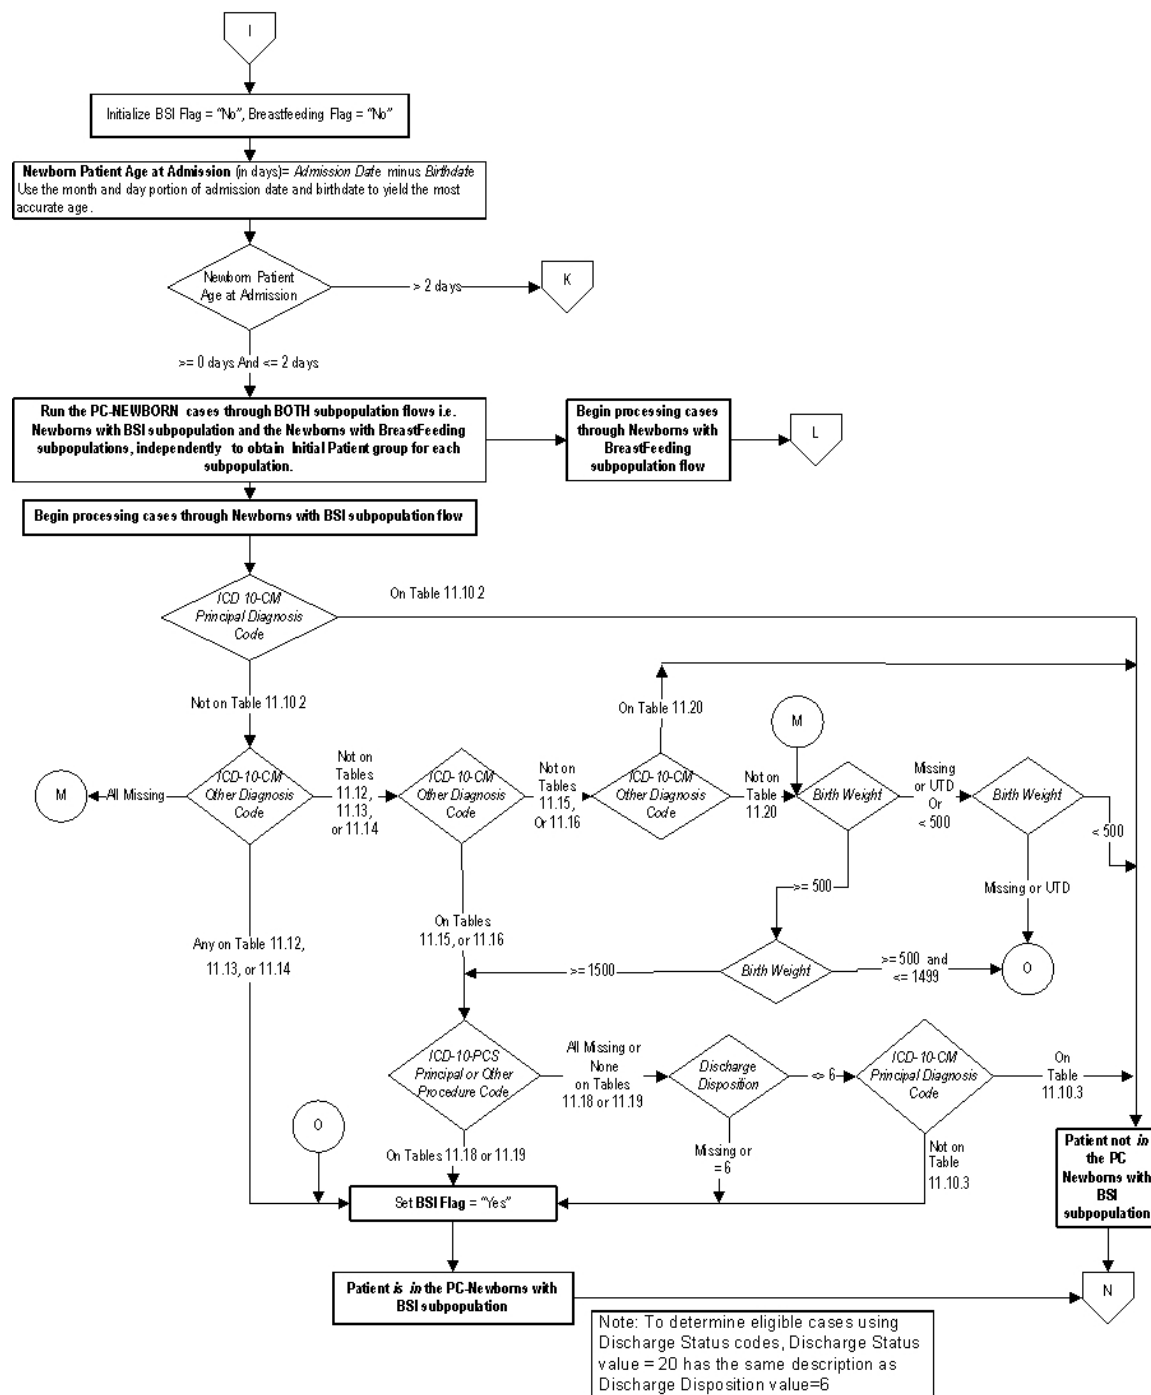 I
Initialize BSI Flag = “No”, Breastfeeding Flag = “No”
Newborn Patient Age at Admission (in days)= Admission Date minus Birthdate
Use the month and day portion of admission date and birthdate to yield the most
accurate age.
Newborn Patient
Age at Admission
> 2 days
K
>= 0 days And <= 2 days
Run the PC-NEWBORN cases through BOTH subpopulation flows i.e.
Newborns with BSI subpopulation and the Newborns with BreastFeeding
subpopulations, independently to obtain Initial Patient group for each
subpopulation.
Begin processing cases
through Newborns with
BreastFeeding
subpopulation flow
L
Begin processing cases through Newborns with BSI subpopulation flow
ICD 10-CM
Principal Diagnosis
Code
On Table 11.10.2
Not on Table 11.10.2
On Table 11.20
M
M
All Missing
ICD-10-CM
Other Diagnosis
Code
Not on
Tables
11.12,
11.13,
or 11.14
ICD-10-CM
Other Diagnosis
Code
Not on
Tables
11.15,
Or 11.16
ICD-10-CM
Other Diagnosis
Code
Not on
Table
11.20
Birth Weight
Missing
or UTD
Or
< 500
Birth Weight
< 500
>= 500
Missing or UTD
On Tables
11.15, or 11.16
Any on Table 11.12,
11.13, or 11.14
>= 1500
Birth Weight
>= 500 and
<= 1499
O
ICD-10-PCS
Principal or Other
Procedure Code
All Missing or
None
on Tables
11.18 or 11.19
Discharge
Disposition
<> 6
ICD-10-CM
Principal Diagnosis
Code
On
Table
11.10.3
O
On Tables 11.18 or 11.19
Missing or
= 6
Not on
Table
11.10.3
Patient not in
the PC
Newborns with
BSI
subpopulation
Set BSI Flag = “Yes”
Patient is in the PC-Newborns with
BSI subpopulation
N
Note: To determine eligible cases using
Discharge Status codes, Discharge Status
value = 20 has the same description as
Discharge Disposition value=6